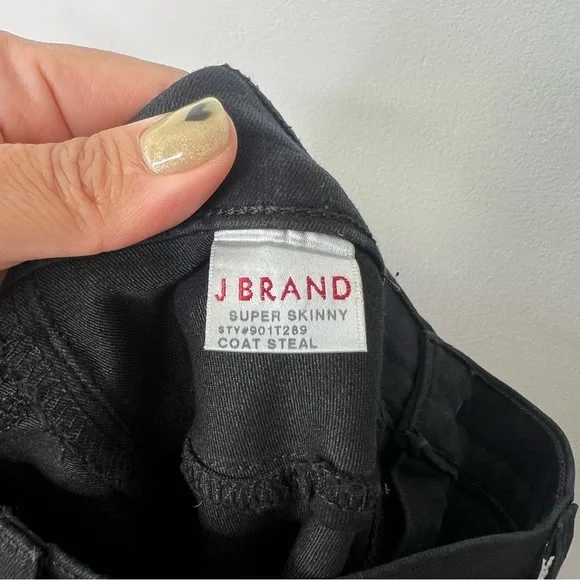 J BRAND
SUPER SKINNY
STY#901T289
COAT STEAL